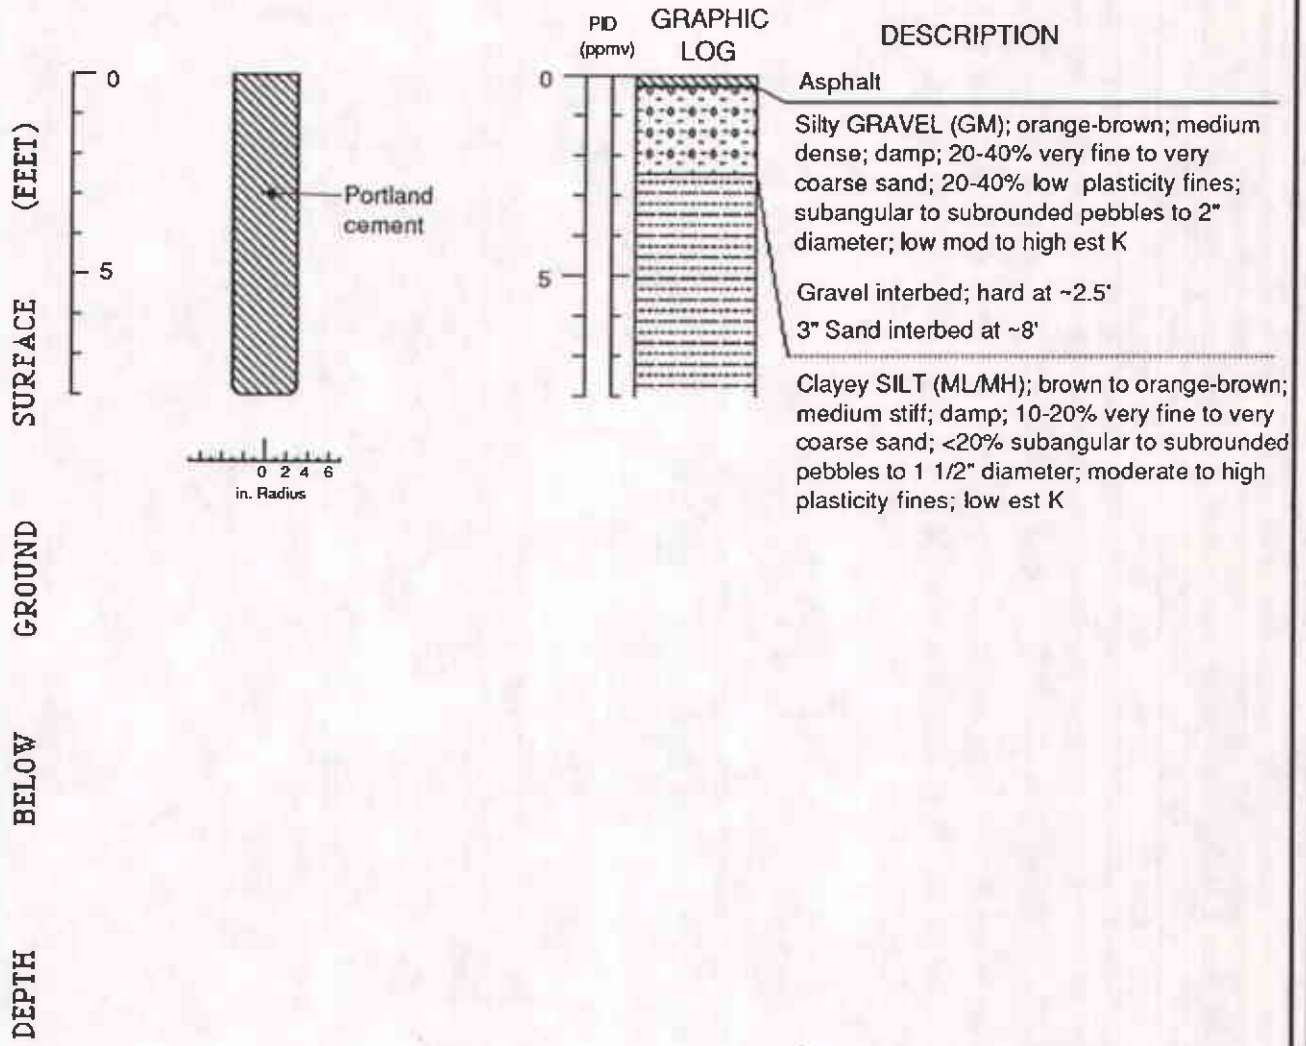 PID
(ppmv)
GRAPHIC
LOG
DESCRIPTION
0
5
Portland
cement
0 2 4 6
in. Radius
0
5
Asphalt
Silty GRAVEL (GM); orange-brown; medium
dense; damp; 20-40% very fine to very
coarse sand; 20-40% low plasticity fines;
subangular to subrounded pebbles to 2"
diameter; low mod to high est K
Gravel interbed; hard at ~2.5'
3" Sand interbed at ~8'
Clayey SILT (ML/MH); brown to orange-brown;
medium stiff; damp; 10-20% very fine to very
coarse sand; <20% subangular to subrounded
pebbles to 1 1/2" diameter; moderate to high
plasticity fines; low est K
DEPTH BELOW GROUND SURFACE (FEET)